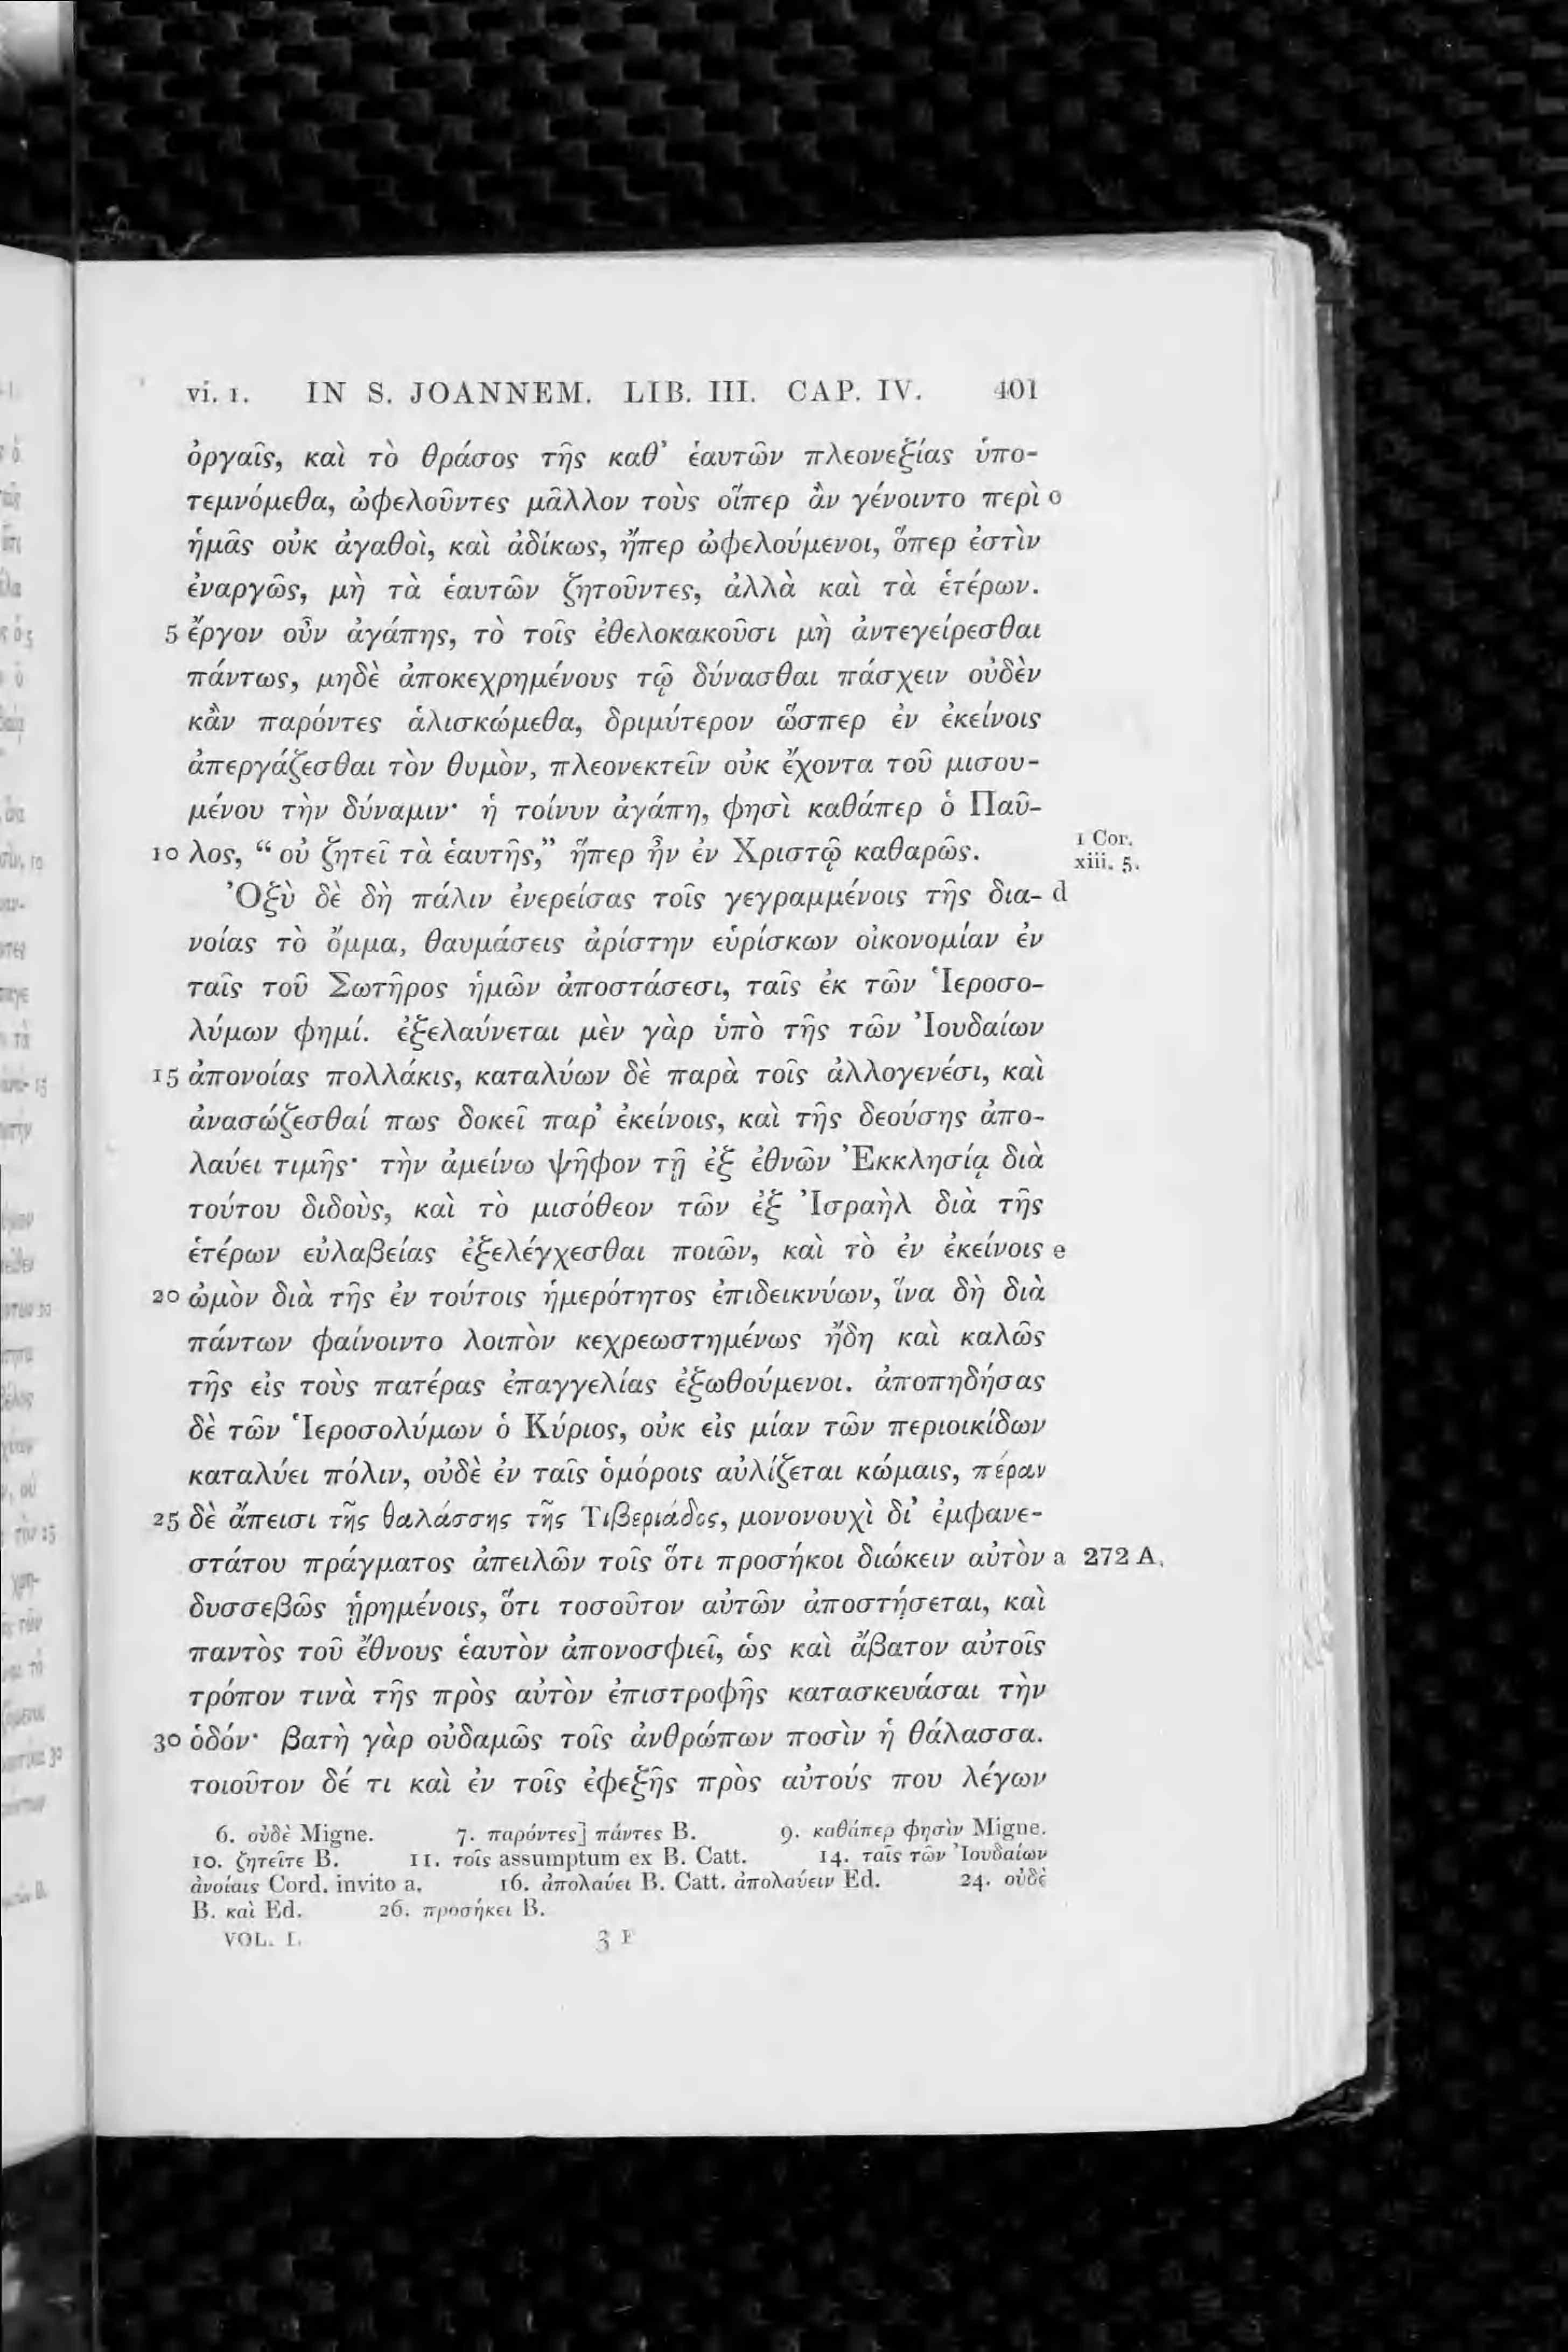 vi. 1. IN S. JOANNEM. LIB. III. CAP. IV. 401
ὀργαῖς, καὶ τὸ θράσος τῆς καθ’ ἑαυτῶν πλεονεξίας ὑπο-
τεμνόμεθα, ὠφελοῦντες μᾶλλον τοὺς οἵπερ ἂν γένοιντο περὶ c
ἡμᾶς οὐκ ἀγαθοὶ, καὶ ἀδίκως, ἤπερ ὠφελούμενοι, ὅπερ ἐστὶν
ἐναργῶς, μὴ τὰ ἑαυτῶν ζητοῦντες, ἀλλὰ καὶ τὰ ἑτέρων.
5 ἔργον οὖν ἀγάπης, τὸ τοῖς ἐθελοκακοῦσι μὴ ἀντεγείρεσθαι
πάντως, μηδὲ ἀποκεχρημένους τῷ δύνασθαι πάσχειν οὐδὲν
κἂν παρόντες ἁλισκώμεθα, δριμύτερον ὥσπερ ἐν ἐκείνοις
ἀπεργάζεσθαι τὸν θυμὸν, πλεονεκτεῖν οὐκ ἔχοντα τοῦ μισου-
μένου τὴν δύναμιν· ἡ τοίνυν ἀγάπη, φησὶ καθάπερ ὁ Παῦ-
10 λος, “ οὐ ζητεῖ τὰ ἑαυτῆς,” ἥπερ ἦν ἐν Χριστῷ καθαρῶς. 1 Cor. xiii. 5.
Ὀξὺ δὲ δὴ πάλιν ἐνερείσας τοῖς γεγραμμένοις τῆς δια- d
νοίας τὸ ὄμμα, θαυμάσεις ἀρίστην εὑρίσκων οἰκονομίαν ἐν
ταῖς τοῦ Σωτῆρος ἡμῶν ἀποστάσεσι, ταῖς ἐκ τῶν Ἱεροσο-
λύμων φημί. ἐξελαύνεται μὲν γὰρ ὑπὸ τῆς τῶν Ἰουδαίων
15 ἀπονοίας πολλάκις, καταλύων δὲ παρὰ τοῖς ἀλλογενέσι, καὶ
ἀνασώζεσθαί πως δοκεῖ παρ’ ἐκείνοις, καὶ τῆς δεούσης ἀπο-
λαύει τιμῆς· τὴν ἀμείνω ψῆφον τῇ ἐξ ἐθνῶν Ἐκκλησίᾳ διὰ
τούτου διδοὺς, καὶ τὸ μισόθεον τῶν ἐξ Ἰσραὴλ διὰ τῆς
ἑτέρων εὐλαβείας ἐξελέγχεσθαι ποιῶν, καὶ τὸ ἐν ἐκείνοις e
20 ὠμὸν διὰ τῆς ἐν τούτοις ἡμερότητος ἐπιδεικνύων, ἵνα δὴ διὰ
πάντων φαίνοιντο λοιπὸν κεχρεωστημένως ἤδη καὶ καλῶς
τῆς εἰς τοὺς πατέρας ἐπαγγελίας ἐξωθούμενοι. ἀποπηδήσας
δὲ τῶν Ἱεροσολύμων ὁ Κύριος, οὐκ εἰς μίαν τῶν περιοικίδων
καταλύει πόλιν, οὐδὲ ἐν ταῖς ὁμόροις αὐλίζεται κώμαις, πέραν
25 δὲ ἄπεισι τῆς θαλάσσης τῆς Τιβεριάδος, μονονουχὶ δι’ ἐμφανε-
στάτου πράγματος ἀπειλῶν τοῖς ὅτι προσήκοι διώκειν αὐτὸν a 272 A.
δυσσεβῶς ᾑρημένοις, ὅτι τοσοῦτον αὐτῶν ἀποστήσεται, καὶ
παντὸς τοῦ ἔθνους ἑαυτὸν ἀπονοσφιεῖ, ὡς καὶ ἄβατον αὐτοῖς
τρόπον τινὰ τῆς πρὸς αὐτὸν ἐπιστροφῆς κατασκευάσαι τὴν
30 ὁδόν· βατὴ γὰρ οὐδαμῶς τοῖς ἀνθρώπων ποσὶν ἡ θάλασσα.
τοιοῦτον δέ τι καὶ ἐν τοῖς ἐφεξῆς πρὸς αὐτούς που λέγων
6. οὐδὲ Migne. 7. παρόντες] πάντες B. 9. καθάπερ φησὶν Migne.
10. ζητεῖτε B. 11. τοῖς assumptum ex B. Catt. 14. ταῖς τῶν Ἰουδαίων
ἀνοίαις Cord. invito a. 16. ἀπολαύει B. Catt. ἀπολαύειν Ed. 24. οὐδὲ
B. καὶ Ed. 26. προσήκει B.
VOL. I. 3 F